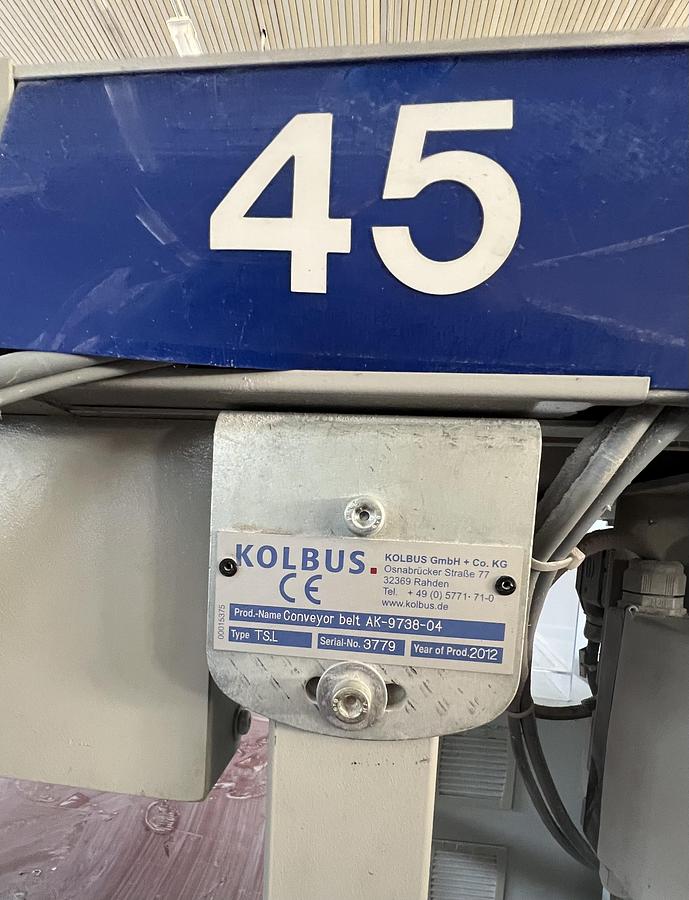 45
KOLBUS.
CE
KOLBUS GmbH + Co. KG
Osnabrücker Straße 77
32369 Rahden
Tel. + 49 (0) 5771- 71-0
www.kolbus.de
00015375
Prod.-Name Conveyor belt AK-9738-04
Type TS.L Serial-No. 3779 Year of Prod. 2012